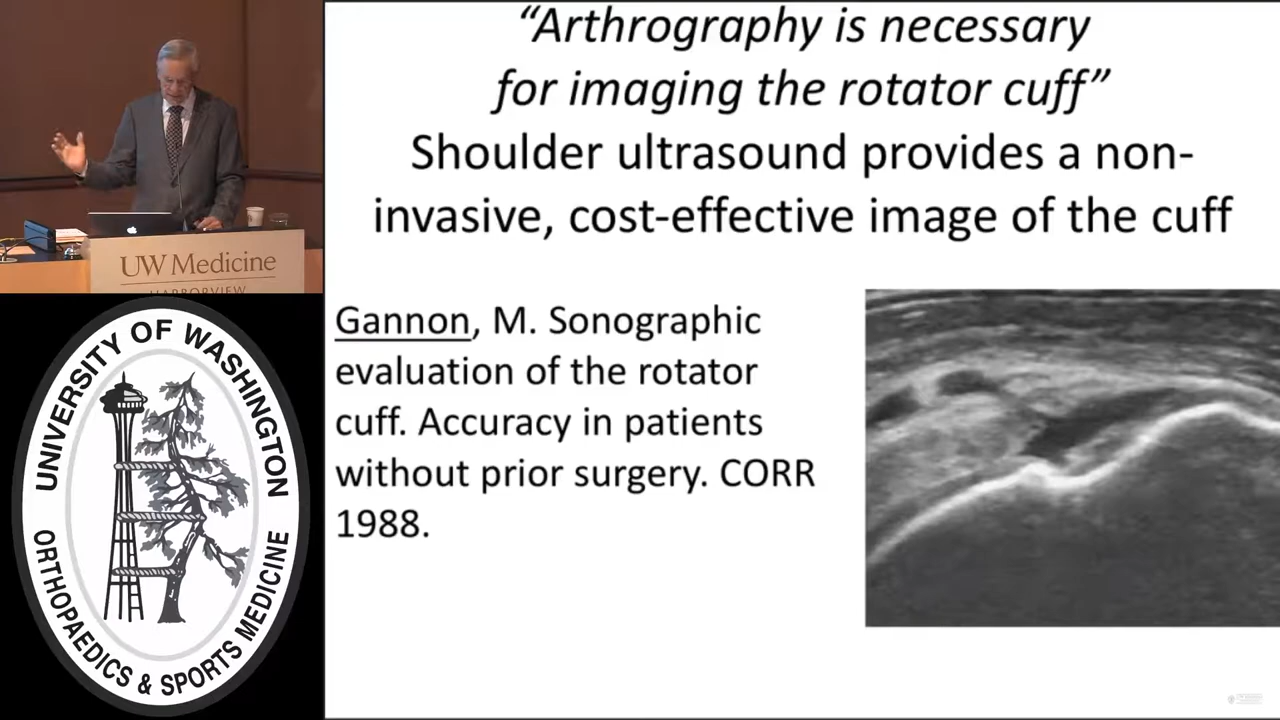 “Arthrography is necessary
for imaging the rotator cuff”
Shoulder ultrasound provides a non-
invasive, cost-effective image of the cuff
Gannon, M. Sonographic
evaluation of the rotator
cuff. Accuracy in patients
without prior surgery. CORR
1988.
UW Medicine
HARBORVIEW
UNIVERSITY OF WASHINGTON
ORTHOPAEDICS & SPORTS MEDICINE